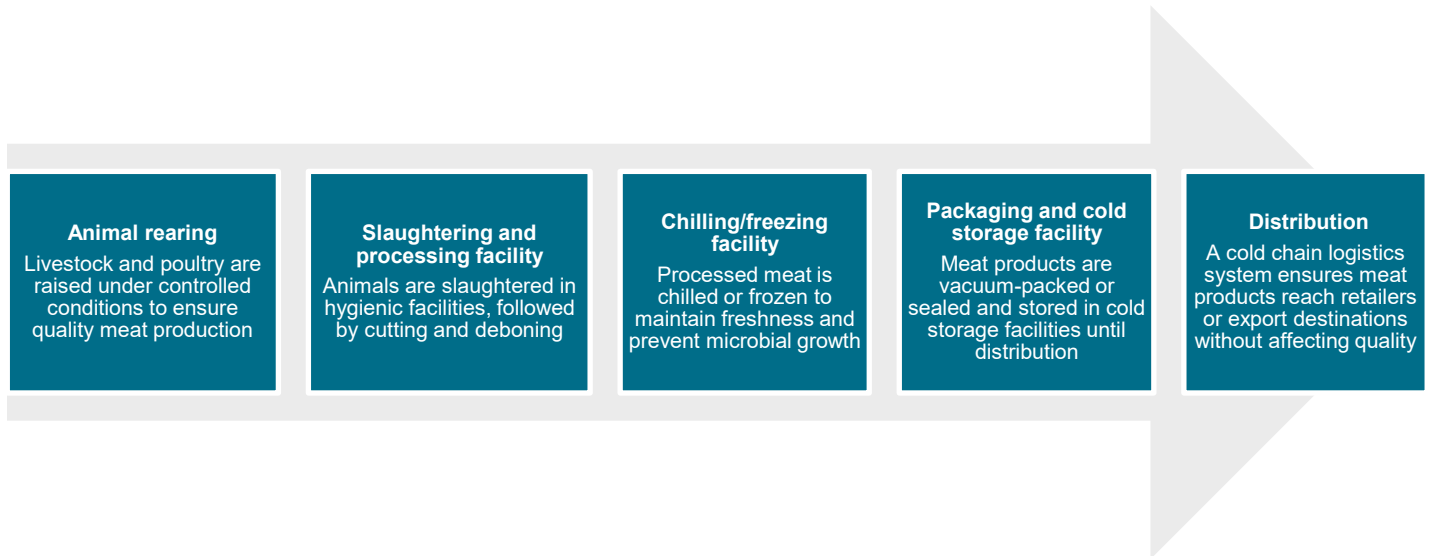 Animal rearing
Livestock and poultry are
raised under controlled
conditions to ensure
quality meat production
Slaughtering and
processing facility
Animals are slaughtered in
hygienic facilities, followed
by cutting and deboning
Chilling/freezing
facility
Processed meat is
chilled or frozen to
maintain freshness and
prevent microbial growth
Packaging and cold
storage facility
Meat products are
vacuum-packed or
sealed and stored in cold
storage facilities until
distribution
Distribution
A cold chain logistics
system ensures meat
products reach retailers
or export destinations
without affecting quality